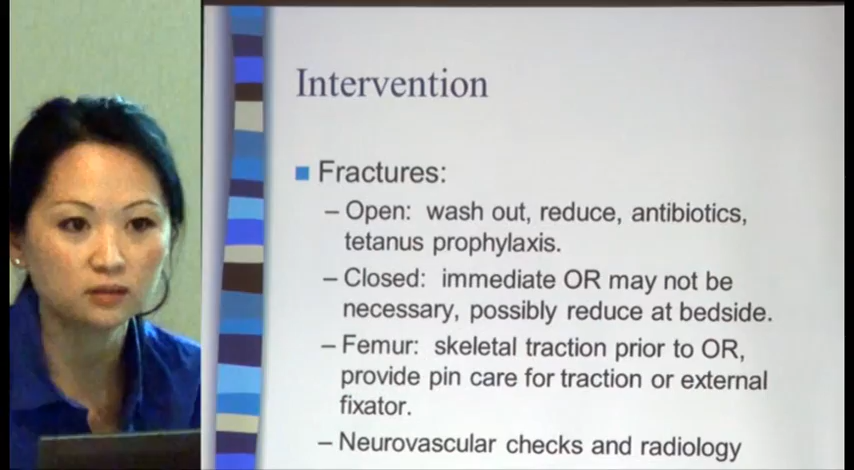 Intervention
Fractures:
– Open: wash out, reduce, antibiotics,
tetanus prophylaxis.
– Closed: immediate OR may not be
necessary, possibly reduce at bedside.
– Femur: skeletal traction prior to OR,
provide pin care for traction or external
fixator.
– Neurovascular checks and radiology